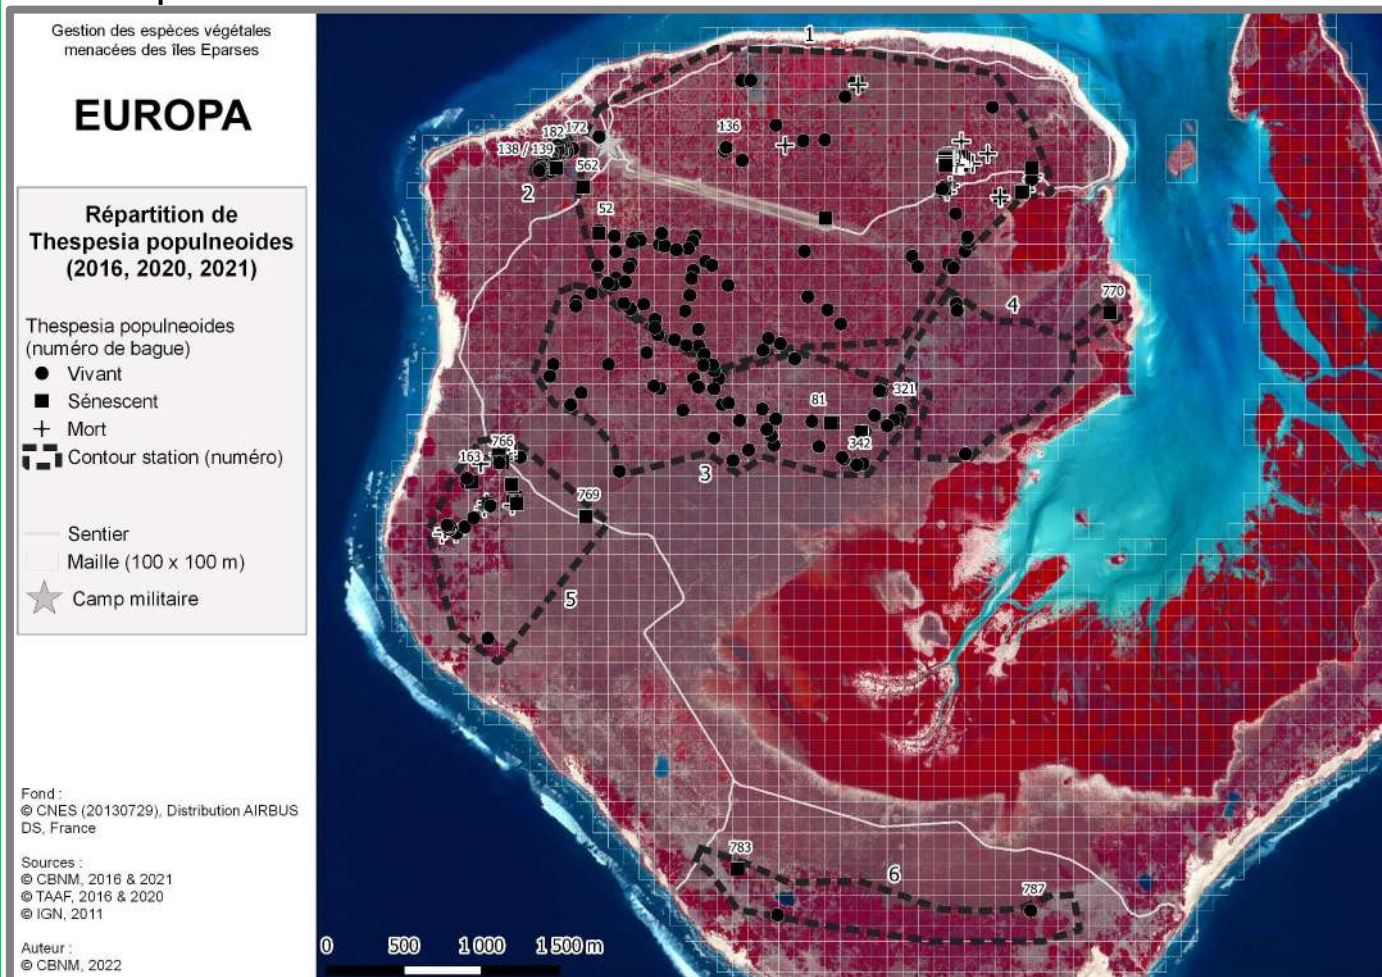 Gestion des espèces végétales
menacées des îles Eparses
EUROPA
Répartition de
Thespesia populneoides
(2016, 2020, 2021)
Thespesia populneoides
(numéro de bague)
Vivant
Sénescent
Mort
Contour station (numéro)
Sentier
Maille (100 x 100 m)
Camp militaire
Fond :
© CNES (20130729), Distribution AIRBUS
DS, France
Sources :
© CBNM, 2016 & 2021
© TAAF, 2016 & 2020
© IGN, 2011
Auteur :
© CBNM, 2022
1
182 172
136
138 / 139
562
2
52
770
4
321
81
342
766
163
3
769
5
783
6
787
0 500 1 000 1 500 m